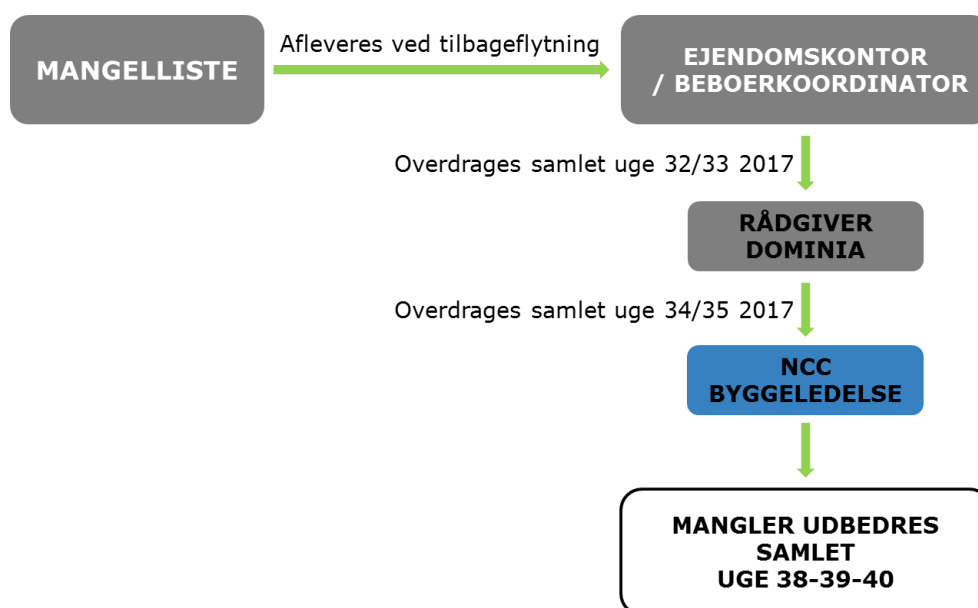 MANGELLISTE
Afleveres ved tilbageflytning
EJENDOMSKONTOR
/ BEBOERKOORDINATOR
Overdrages samlet uge 32/33 2017
RÅDGIVER
DOMINIA
Overdrages samlet uge 34/35 2017
NCC
BYGGELEDELSE
MANGLER UDBEDRES
SAMLET
UGE 38-39-40